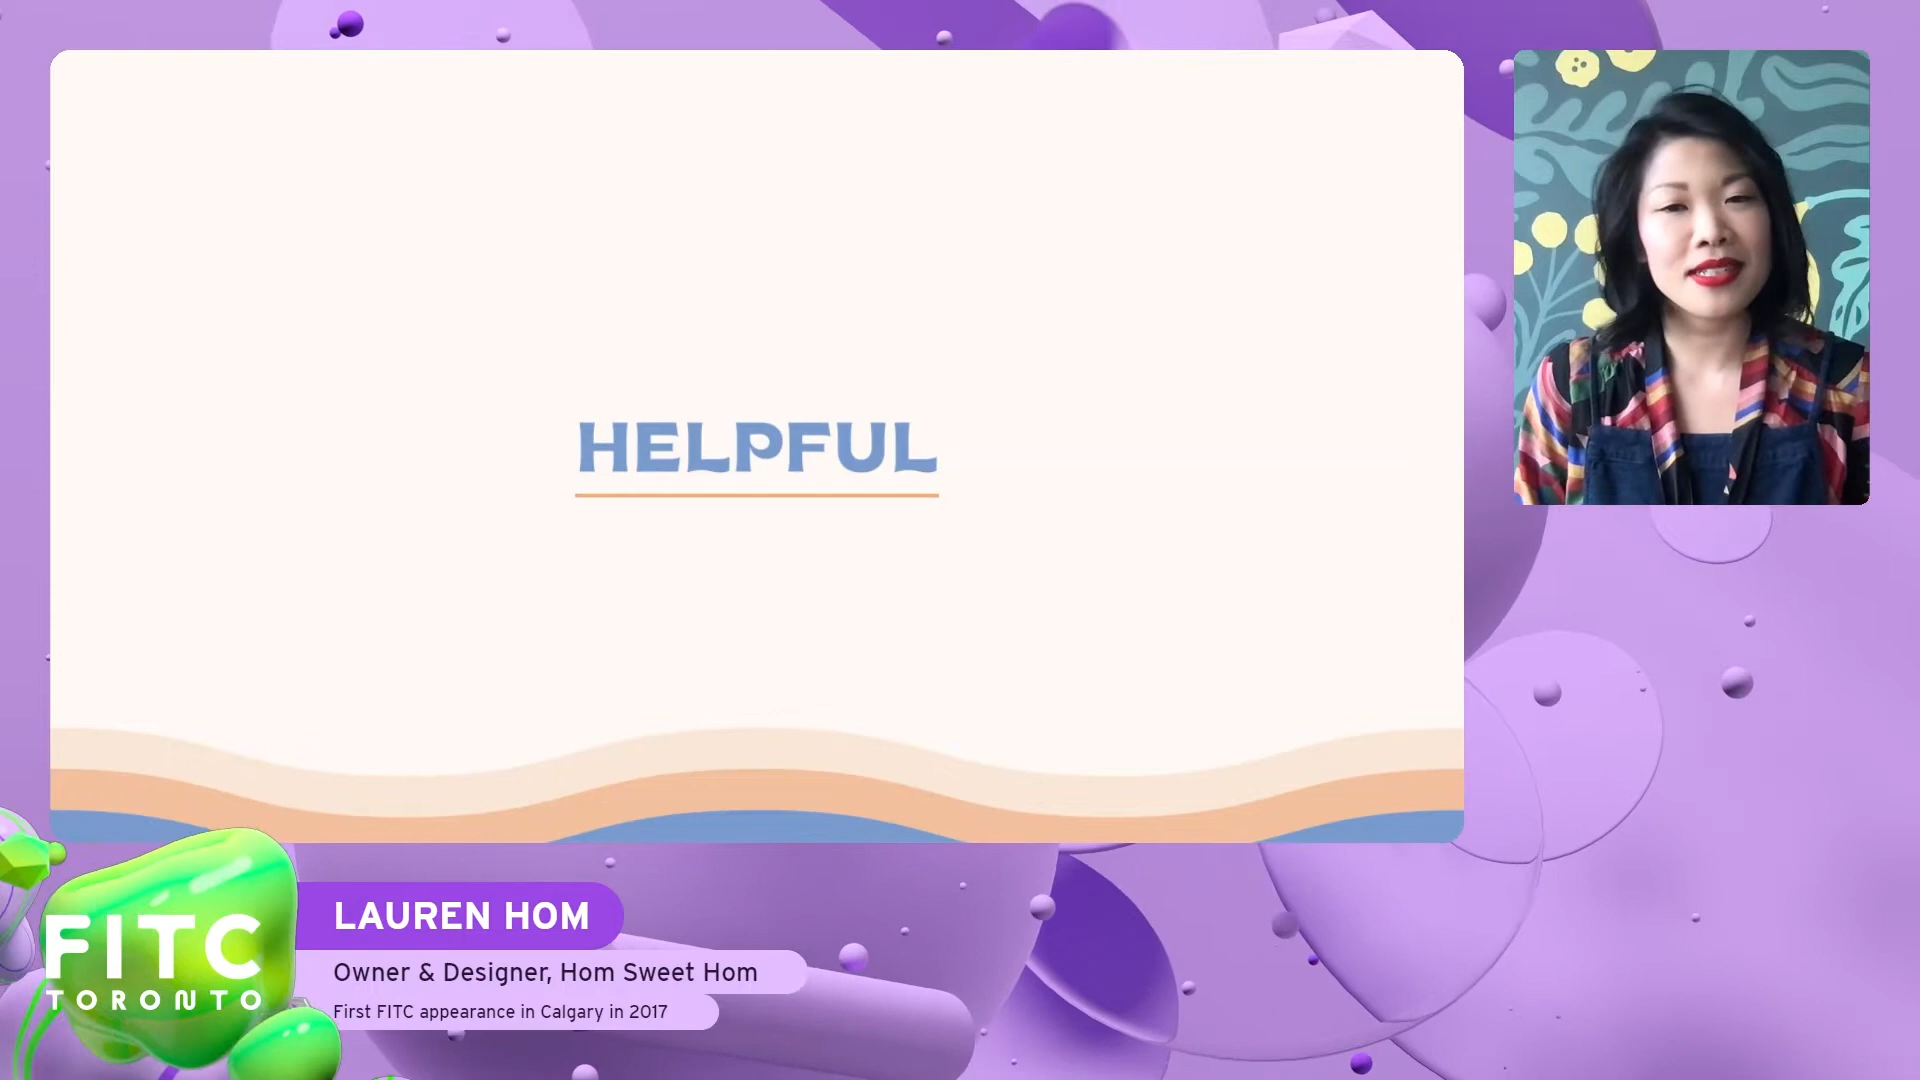 HELPFUL
FITC
TORONTO
LAUREN HOM
Owner & Designer, Hom Sweet Hom
First FITC appearance in Calgary in 2017